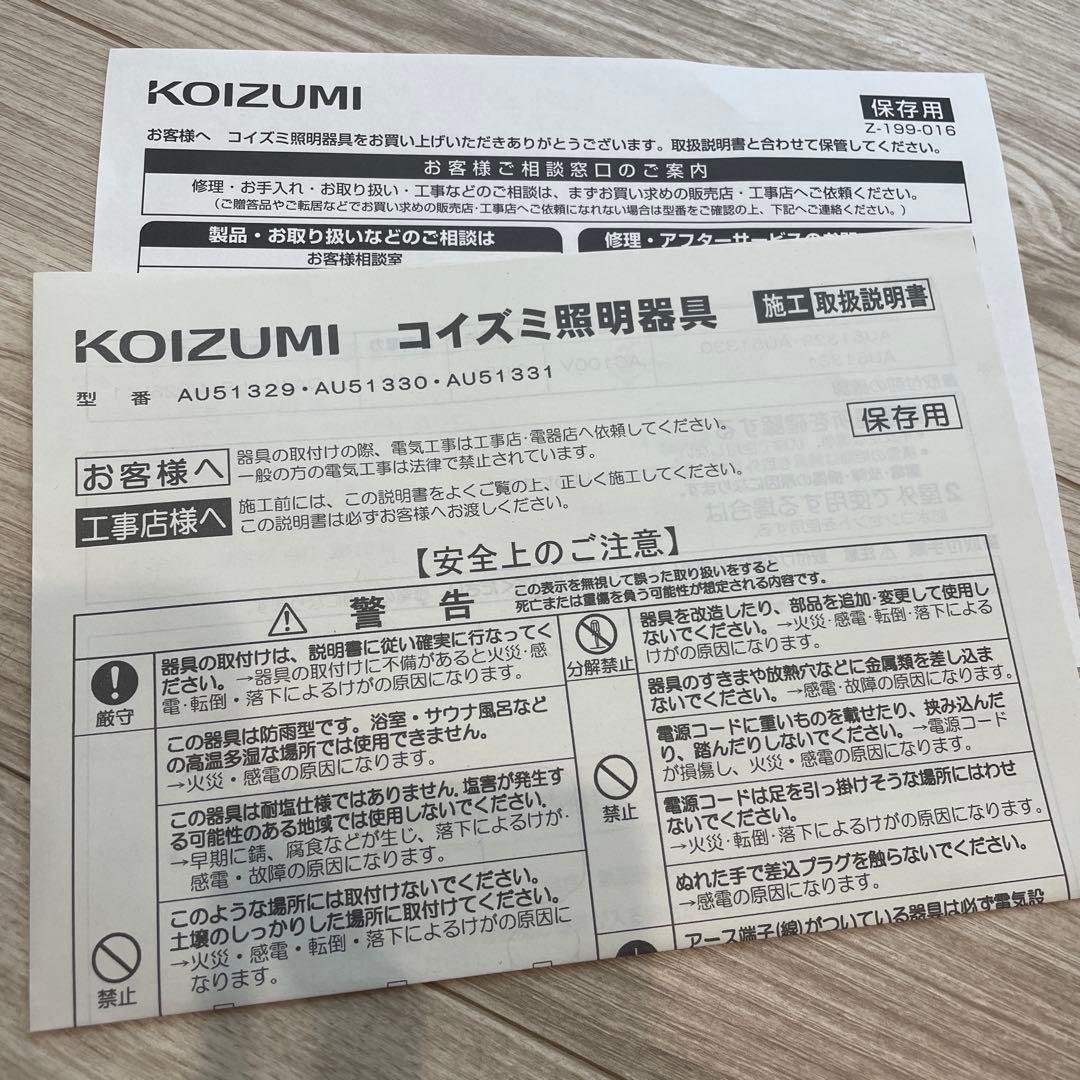 KOIZUMI
保存用
Z-199-016
お客様へ コイズミ照明器具をお買い上げいただきありがとうございます。取扱説明書と合わせて保管してください。
お客様ご相談窓口のご案内
修理・お手入れ・お取り扱い・工事などのご相談は、まずお買い求めの販売店・工事店へご依頼ください。
(ご贈答品やご転居などでお買い求めの販売店・工事店へご依頼になれない場合は型番をご確認の上、下記へご連絡ください。)
製品・お取り扱いなどのご相談は
お客様相談室
修理・アフターサービスの
KOIZUMI コイズミ照明器具 施工 取扱説明書
型番 AU51329・AU51330・AU51331
保存用
お客様へ
器具の取付けの際、電気工事は工事店・電器店へ依頼してください。
一般の方の電気工事は法律で禁止されています。
工事店様へ
施工前には、この説明書をよくご覧の上、正しく施工してください。
この説明書は必ずお客様へお渡しください。
【安全上のご注意】
警告
この表示を無視して誤った取り扱いをすると
死亡または重傷を負う可能性が想定される内容です。
厳守
器具の取付けは、説明書に従い確実に行なってく
ださい。→器具の取付けに不備があると火災・感
電・転倒・落下によるけがの原因になります。
この器具は防雨型です。浴室・サウナ風呂など
の高温多湿な場所では使用できません。
→火災・感電の原因になります。
この器具は耐塩仕様ではありません。塩害が発生す
る可能性のある地域では使用しないでください。
→早期に錆、腐食などが生じ、落下によるけが・
感電・故障の原因になります。
禁止
このような場所には取付けないでください。
土壌のしっかりした場所に取付けてください。
→火災・感電・転倒・落下によるけがの原因に
なります。
分解禁止
器具を改造したり、部品を追加・変更して使用し
ないでください。→火災・感電・転倒・落下による
けがの原因になります。
禁止
器具のすきまや放熱穴などに金属類を差し込ま
ないでください。→感電・故障の原因になります。
電源コードに重いものを載せたり、挟み込んだ
り、踏んだりしないでください。→電源コード
が損傷し、火災・感電の原因になります。
電源コードは足を引っ掛けそうな場所にはわせ
ないでください。
→火災・転倒・落下によるけがの原因になります。
ぬれた手で差込プラグを触らないでください。
→感電の原因になります。
アース端子(線)がついている器具は必ず電気設